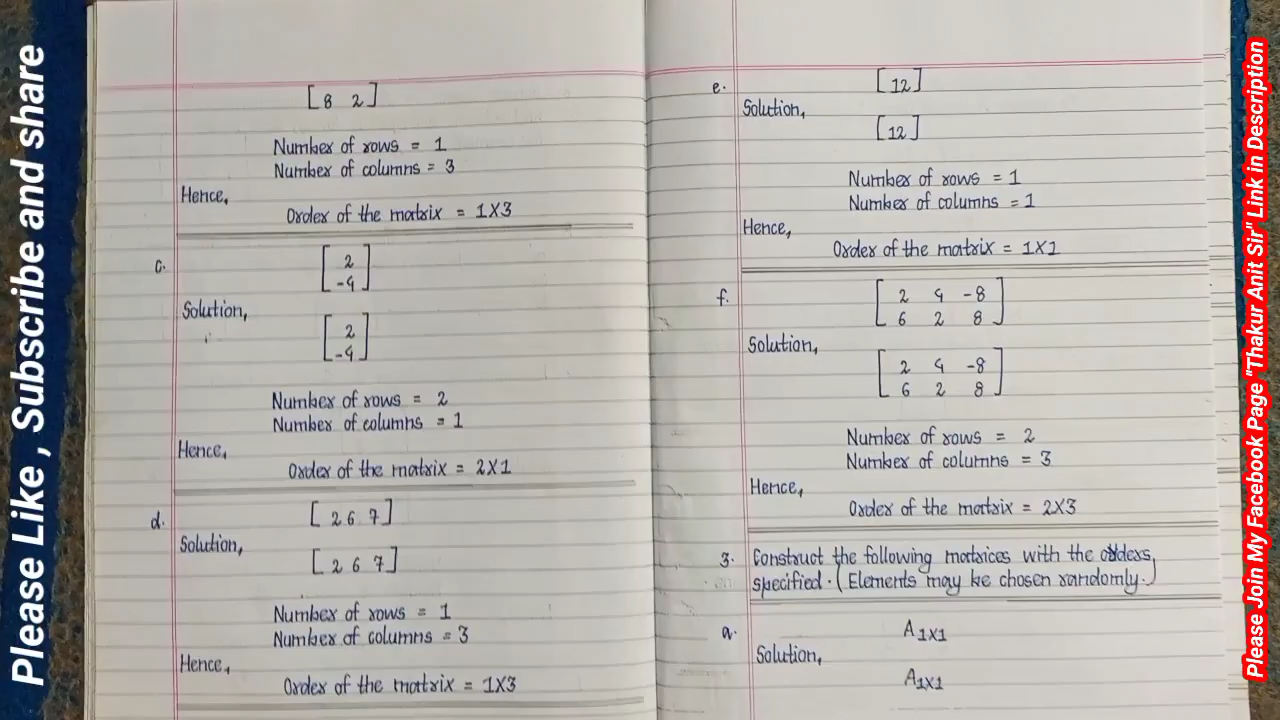 Please Like , Subscribe and share
[ 8 2 ]
Number of rows = 1
Number of columns = 3
Hence,
Order of the matrix = 1X3
c.
[ 2
-4 ]
Solution,
[ 2
-4 ]
Number of rows = 2
Number of columns = 1
Hence,
Order of the matrix = 2X1
d.
[ 2 6 7 ]
Solution,
[ 2 6 7 ]
Number of rows = 1
Number of columns = 3
Hence,
Order of the matrix = 1X3
e.
[ 12 ]
Solution,
[ 12 ]
Number of rows = 1
Number of columns = 1
Hence,
Order of the matrix = 1X1
f.
[ 2 4 -8
6 2 8 ]
Solution,
[ 2 4 -8
6 2 8 ]
Number of rows = 2
Number of columns = 3
Hence,
Order of the matrix = 2X3
3. Construct the following matrices with the orders
specified. (Elements may be chosen randomly.)
a.
A1X1
Solution,
A1X1
Please Join My Facebook Page "Thakur Anit Sir" Link in Description